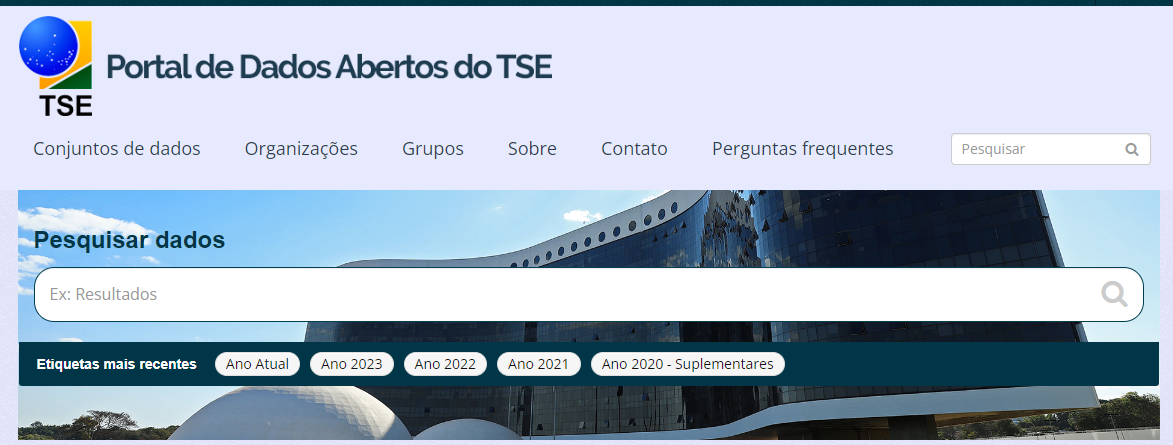 TSE
Portal de Dados Abertos do TSE
Conjuntos de dados Organizações Grupos Sobre Contato Perguntas frequentes Pesquisar
Pesquisar dados
Ex: Resultados
Etiquetas mais recentes Ano Atual Ano 2023 Ano 2022 Ano 2021 Ano 2020 - Suplementares